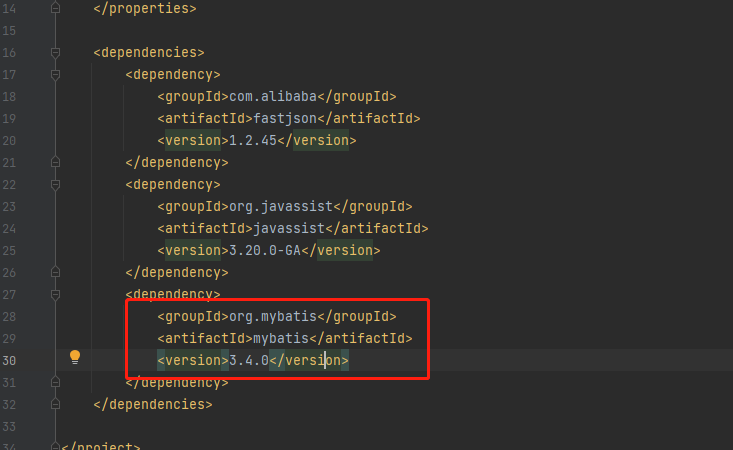 14 </properties>
15
16 <dependencies>
17 <dependency>
18 <groupId>com.alibaba</groupId>
19 <artifactId>fastjson</artifactId>
20 <version>1.2.45</version>
21 </dependency>
22 <dependency>
23 <groupId>org.javassist</groupId>
24 <artifactId>javassist</artifactId>
25 <version>3.20.0-GA</version>
26 </dependency>
27 <dependency>
28 <groupId>org.mybatis</groupId>
29 <artifactId>mybatis</artifactId>
30 <version>3.4.0</version>
31 </dependency>
32 </dependencies>
33
34 </project>